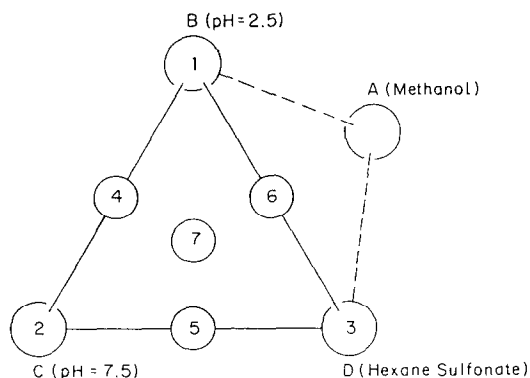 B (pH=2.5)
1
A (Methanol)
4
6
7
2
5
3
C (pH = 7.5)
D (Hexane Sulfonate)